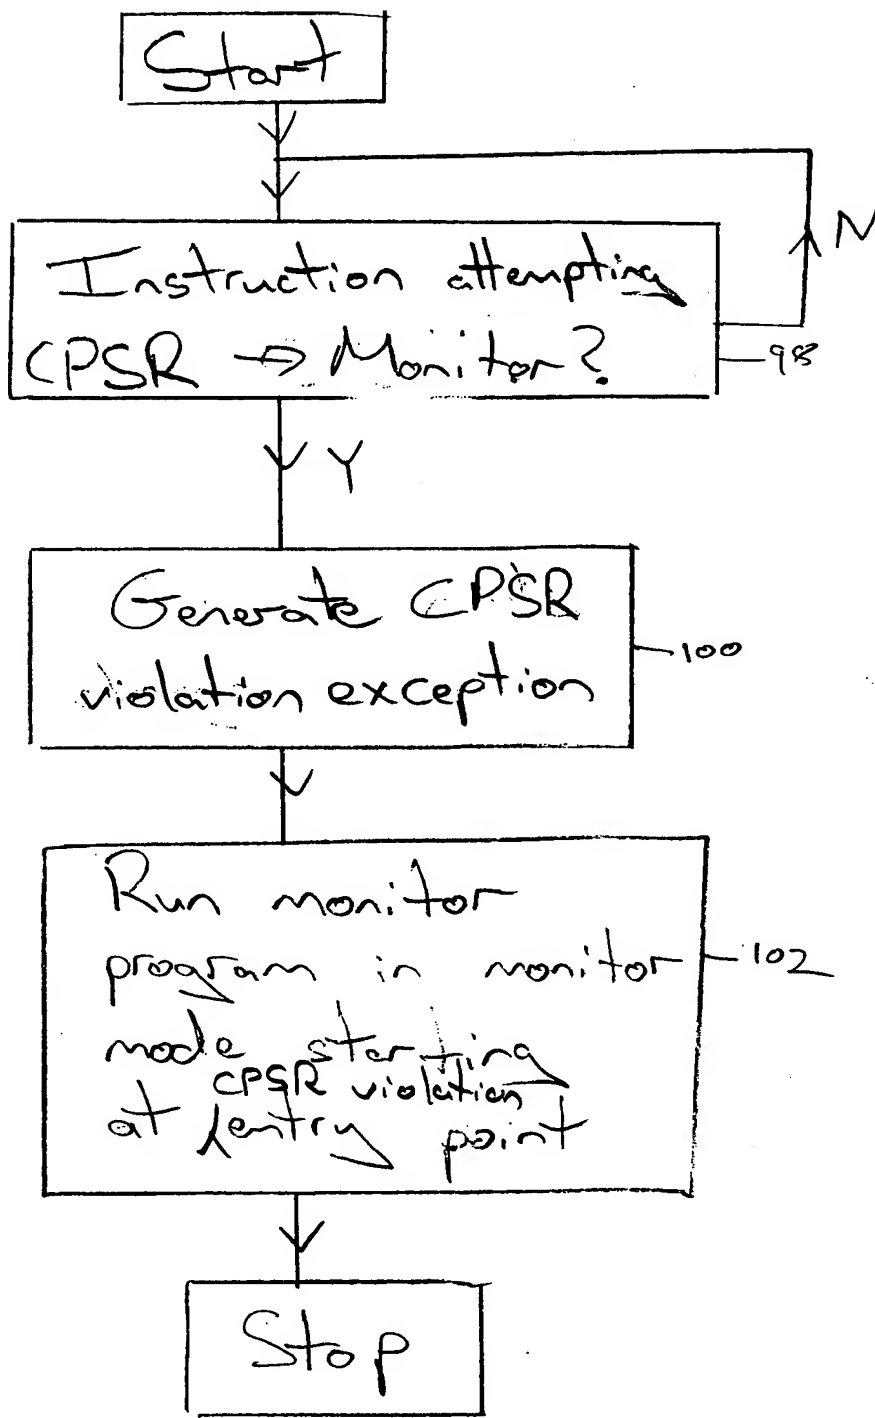 Start
N
Instruction attempting
CPSR → Monitor?
98
Y
Generate CPSR
violation exception
100
Run monitor
program in monitor
102
mode starting
CPSR violation
at entry point
Stop